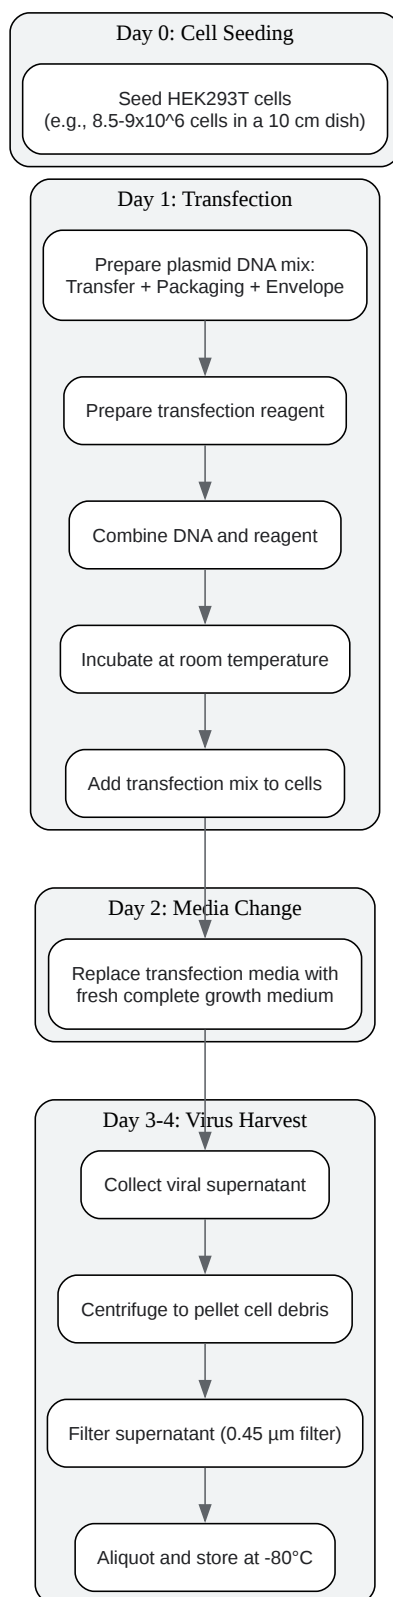 Day 0: Cell Seeding
Seed HEK293T cells
(e.g., 8.5-9x10^6 cells in a 10 cm dish)
Day 1: Transfection
Prepare plasmid DNA mix:
Transfer + Packaging + Envelope
Prepare transfection reagent
Combine DNA and reagent
Incubate at room temperature
Add transfection mix to cells
Day 2: Media Change
Replace transfection media with
fresh complete growth medium
Day 3-4: Virus Harvest
Collect viral supernatant
Centrifuge to pellet cell debris
Filter supernatant (0.45 µm filter)
Aliquot and store at -80°C